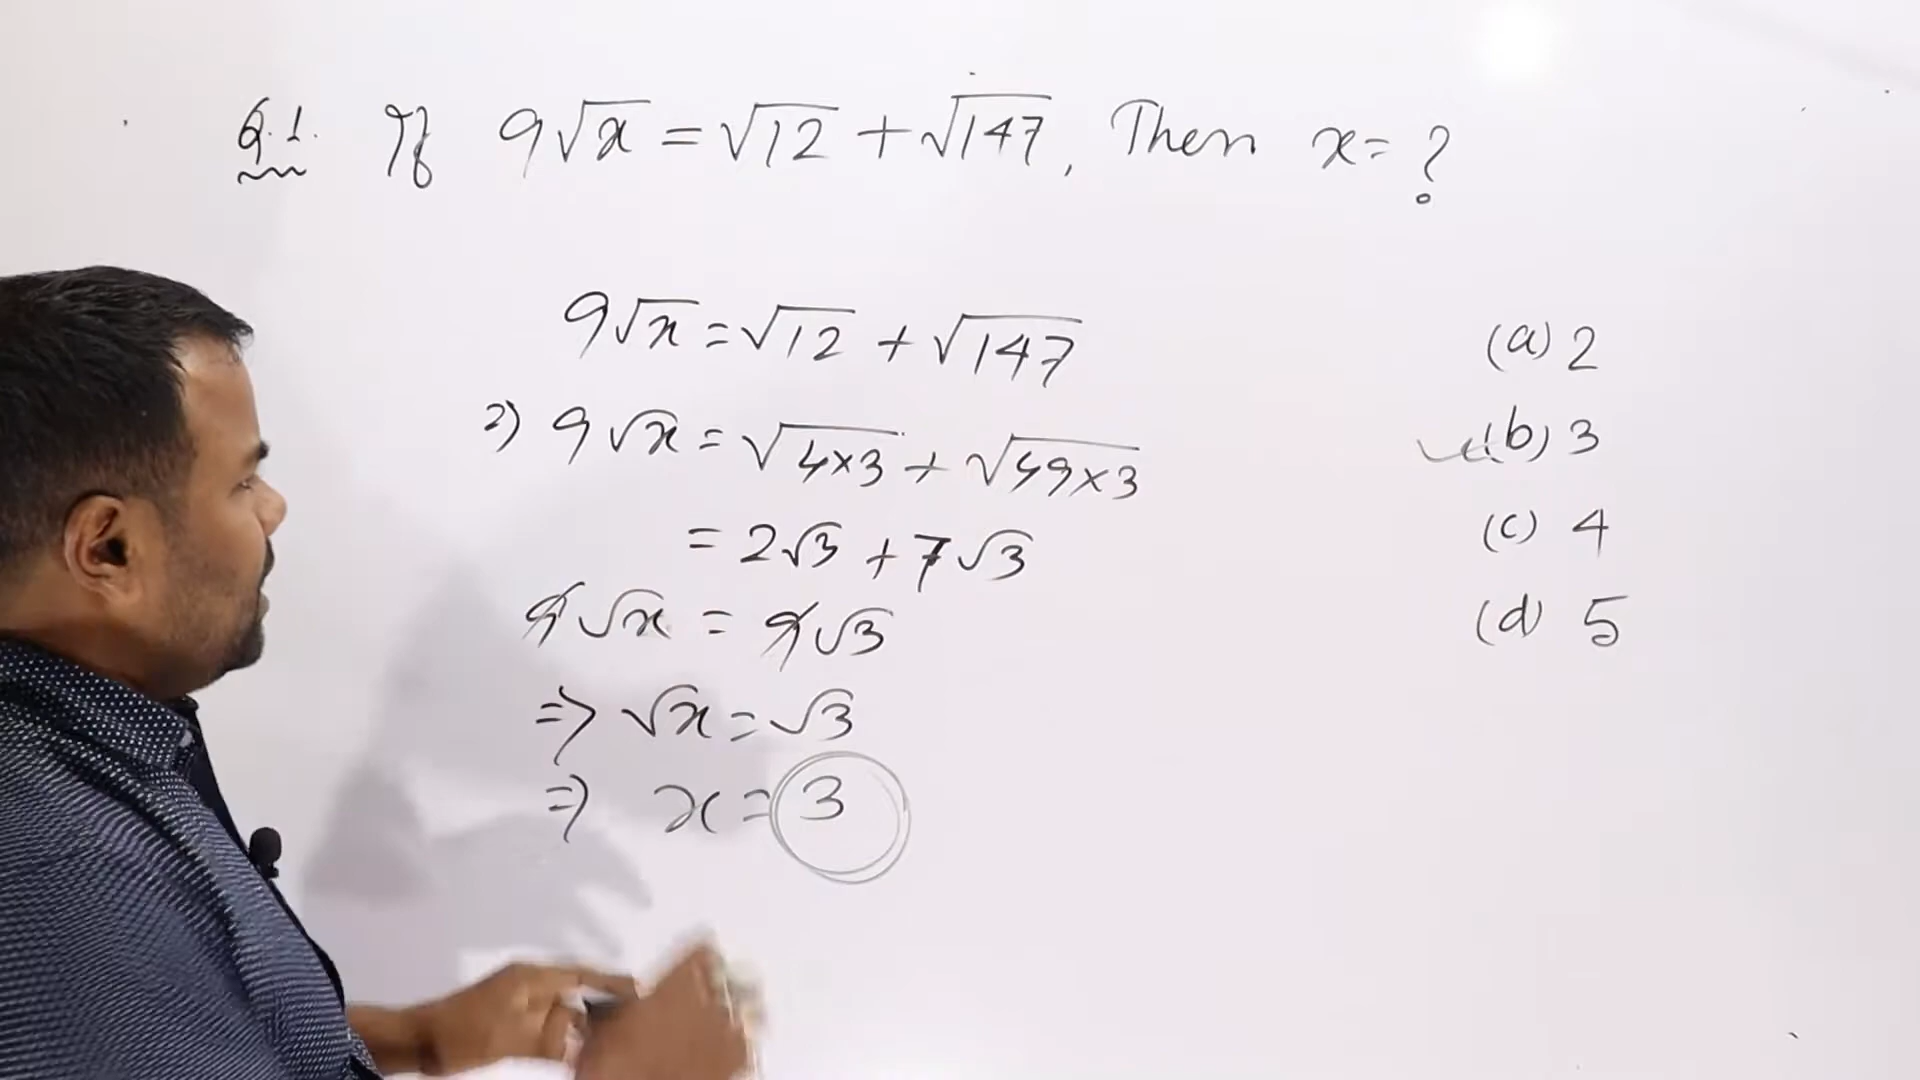 Q.1. If 9√x = √12 + √147, Then x = ?
9√x = √12 + √147
⇒ 9√x = √4×3 + √49×3
= 2√3 + 7√3
9√x = 9√3
⇒ √x = √3
⇒ x = 3
(a) 2
(b) 3
(c) 4
(d) 5